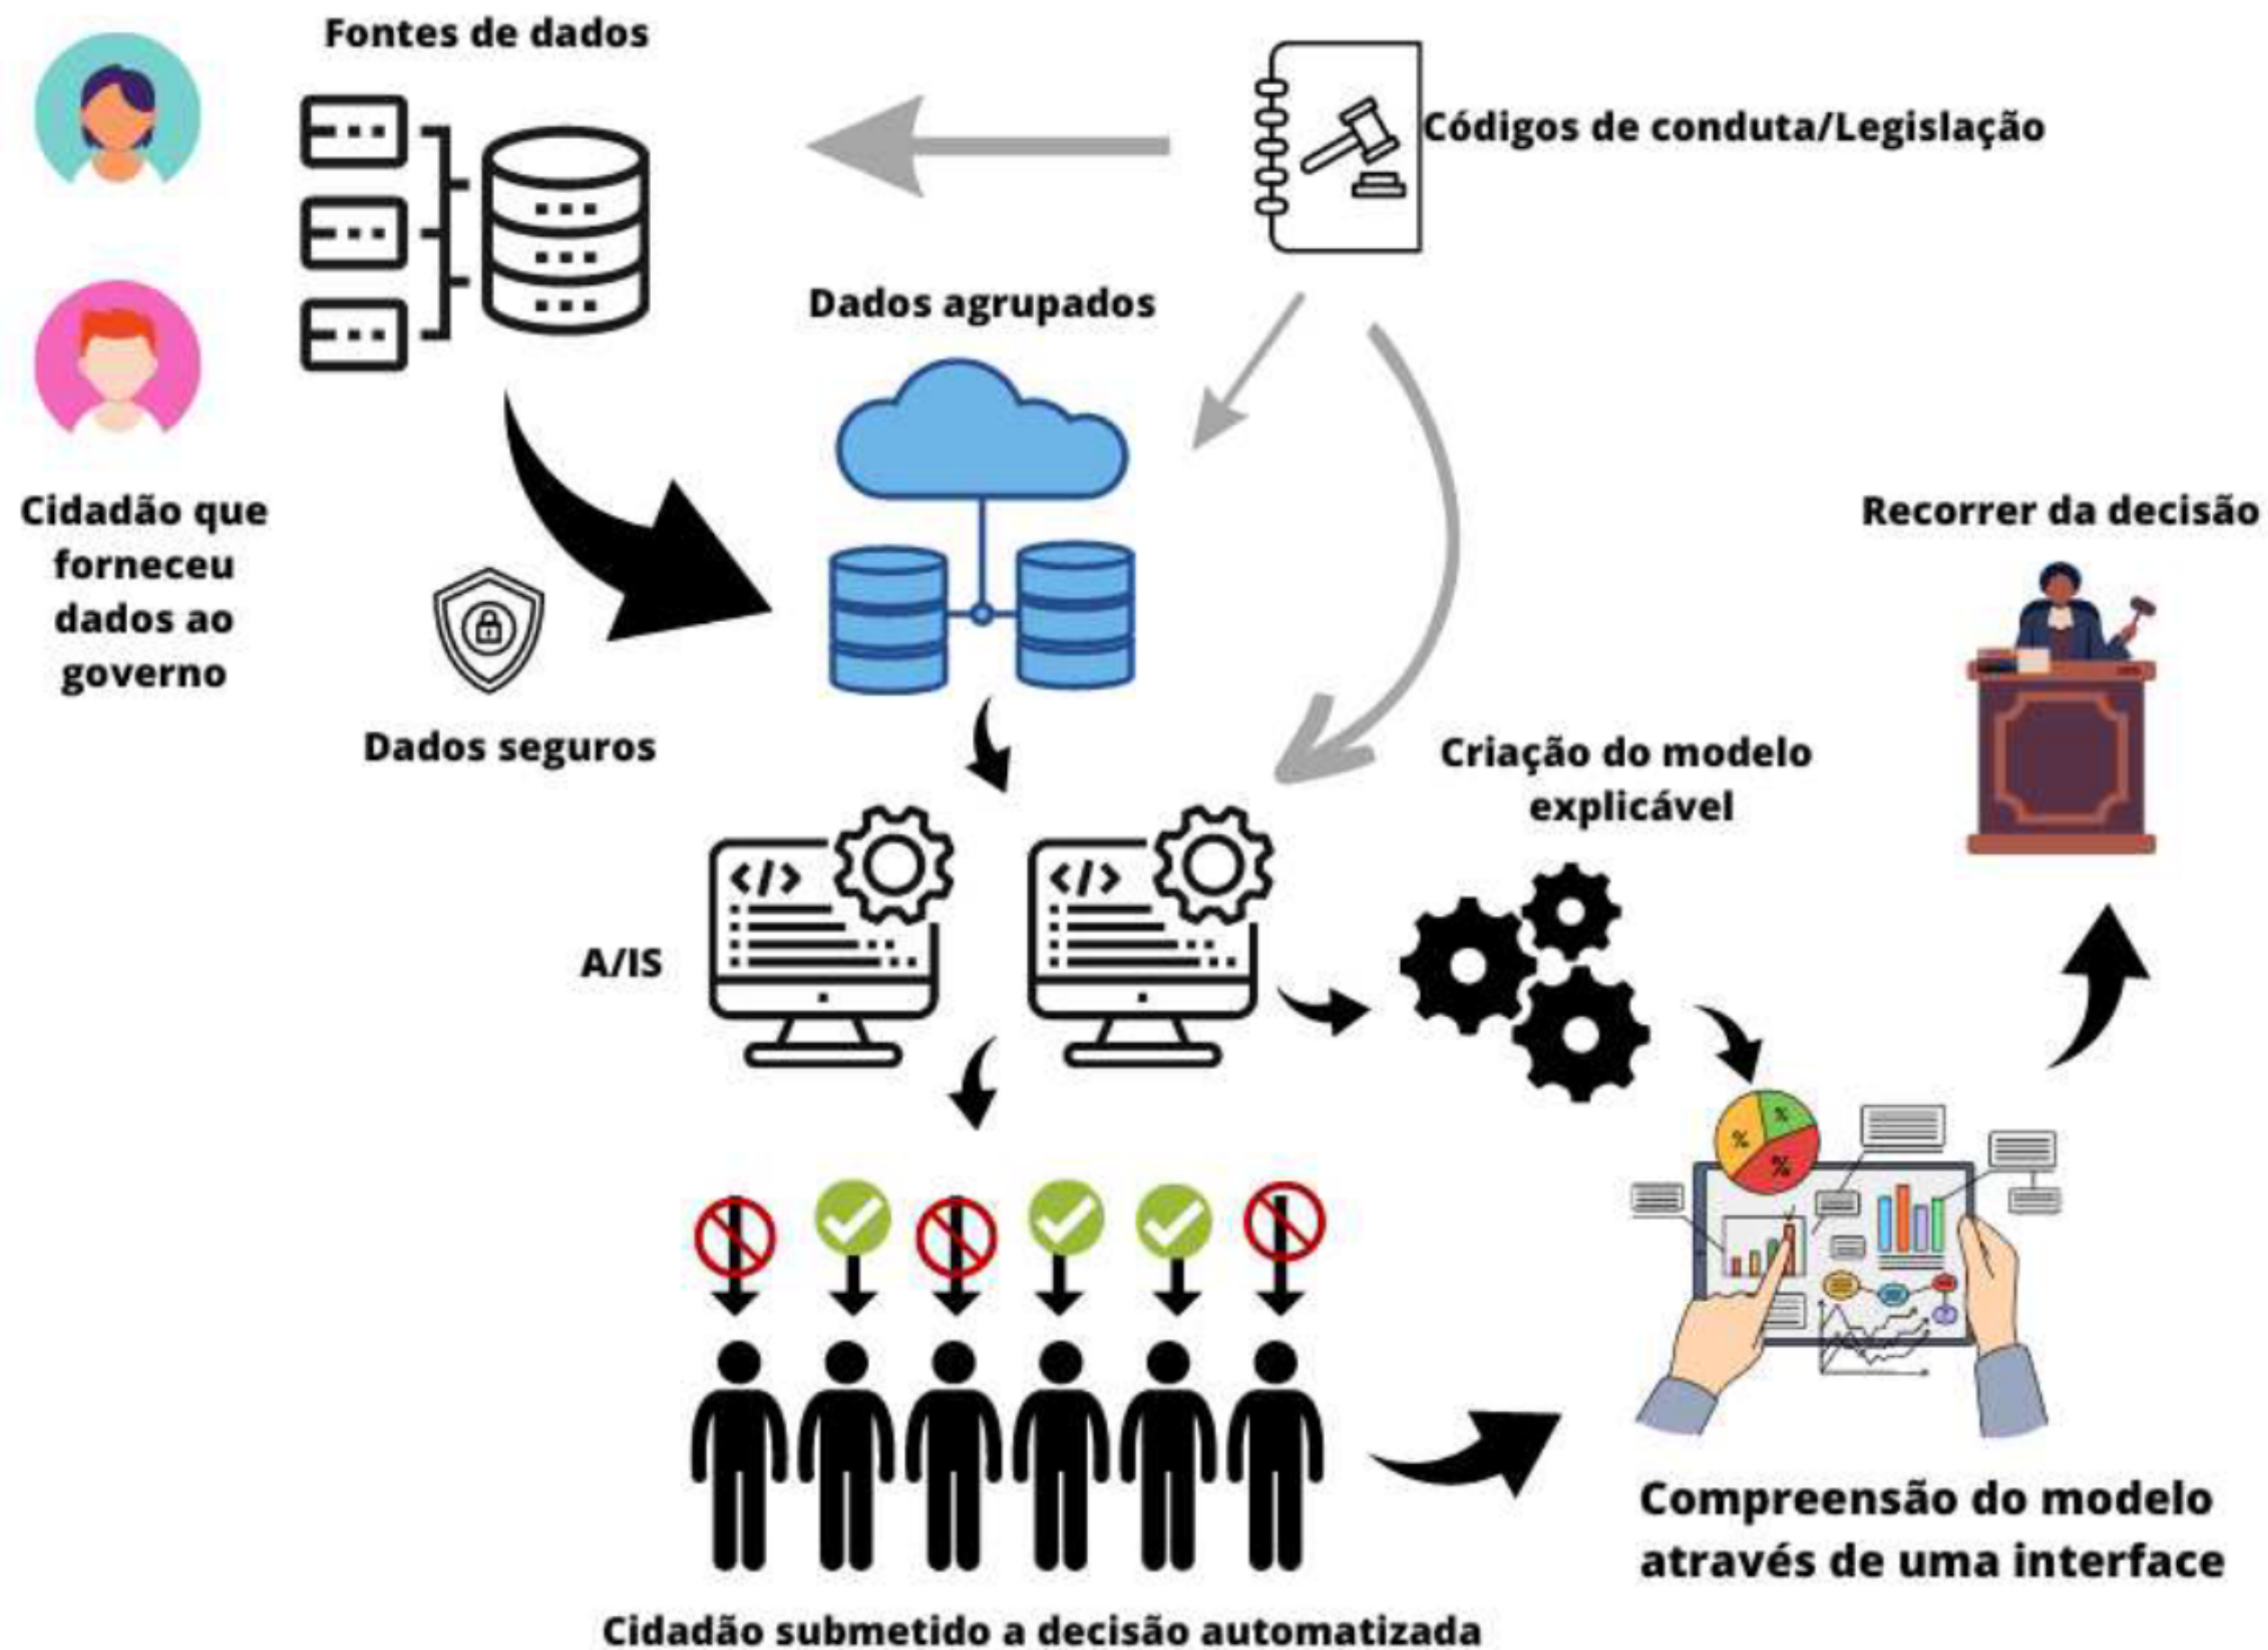 Fontes de dados
Códigos de conduta/Legislação
Dados agrupados
Cidadão que
forneceu
dados ao
governo
Recorrer da decisão
Dados seguros
Criação do modelo
explicável
</>
</>
A/IS
%
%
%
Compreensão do modelo
através de uma interface
Cidadão submetido a decisão automatizada